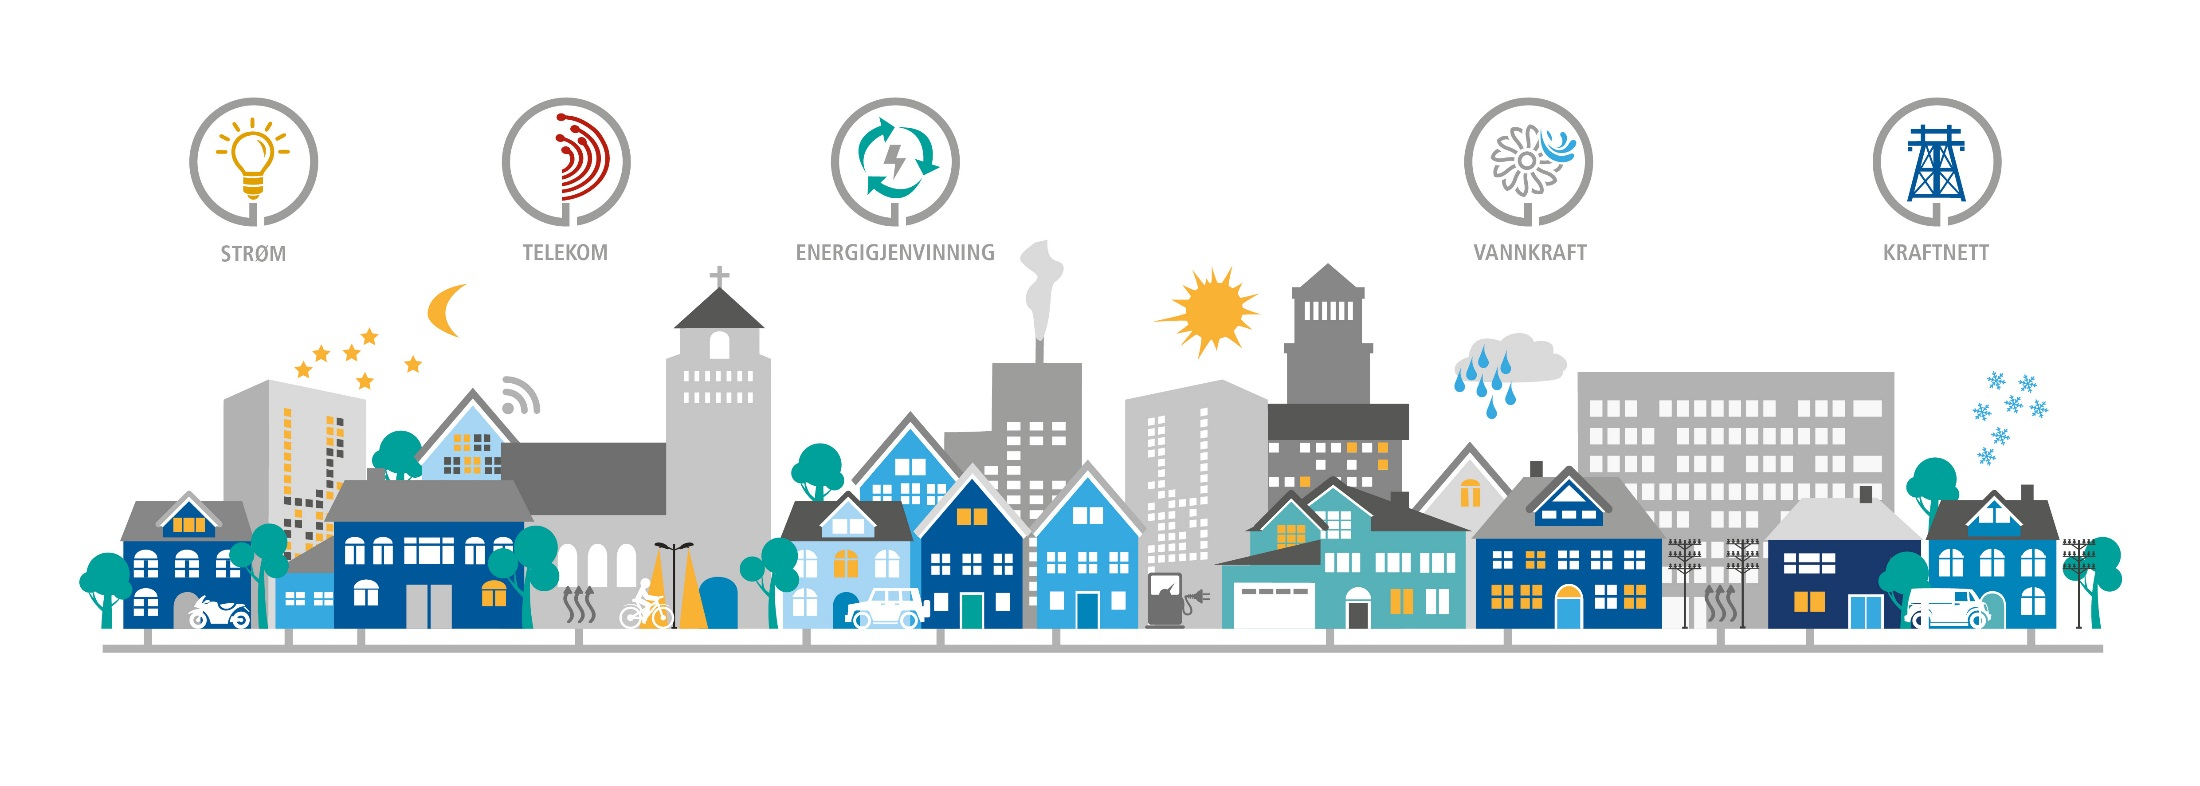 STRØM
TELEKOM
ENERGIGJENVINNING
VANNKRAFT
KRAFTNETT